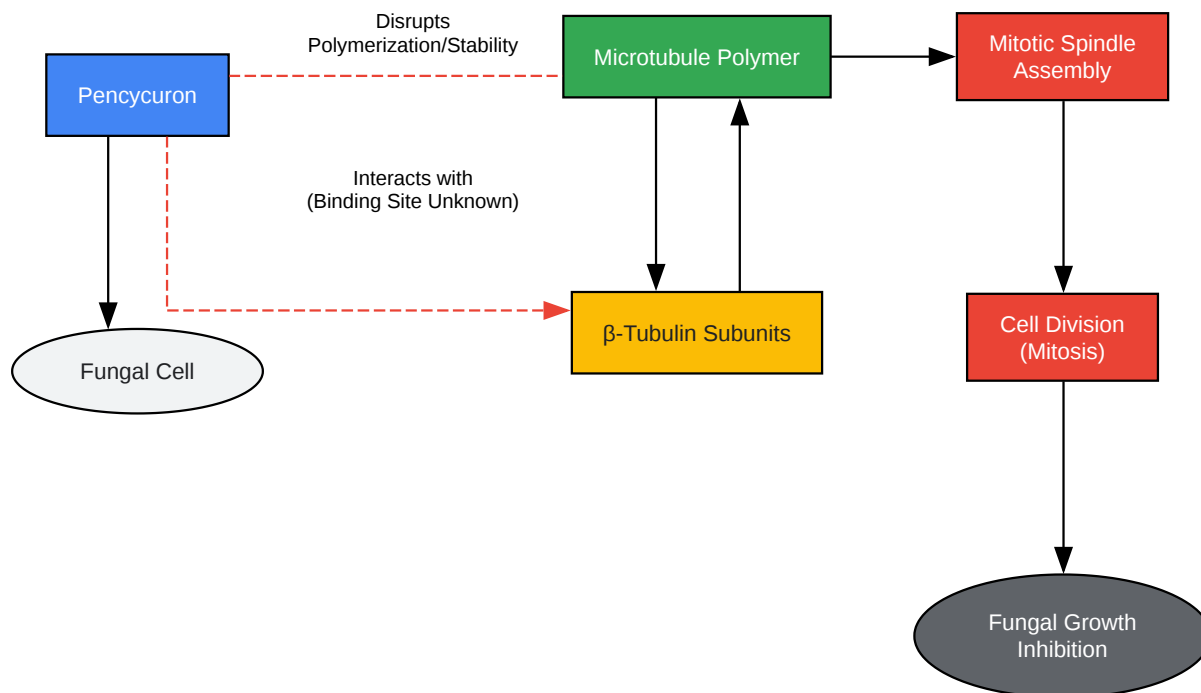 Disrupts
Polymerization/Stability
Pencycuron
Microtubule Polymer
Mitotic Spindle
Assembly
Interacts with
(Binding Site Unknown)
Fungal Cell
β-Tubulin Subunits
Cell Division
(Mitosis)
Fungal Growth
Inhibition